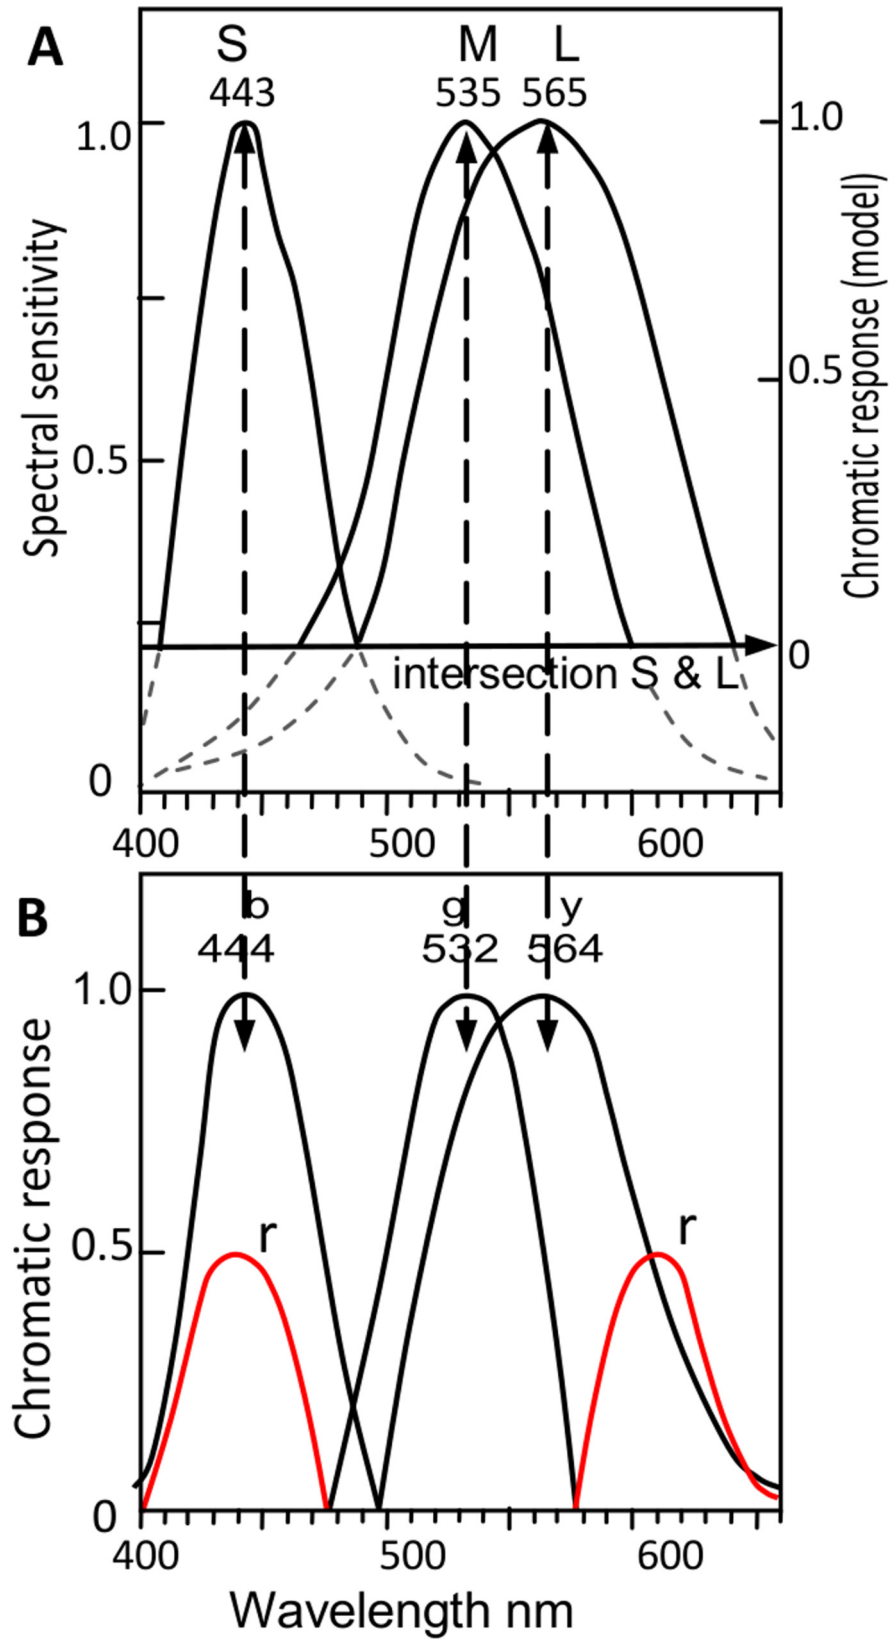 A
S M L
443 535 565
1.0
1.0
Spectral sensitivity
Chromatic response (model)
0.5
0.5
0
intersection S & L
0
400 500 600
B
b g y
444 532 564
1.0
Chromatic response
r r
0.5
0
400 500 600
Wavelength nm